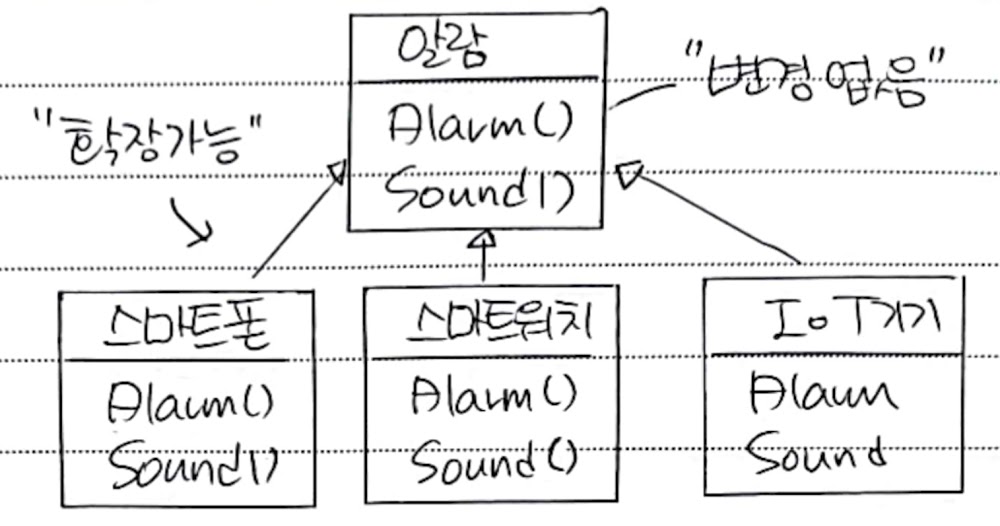 알람
"변경 없음"
Alarm()
"확장가능"
Sound()
스마트폰
스마트워치
IoT기기
Alarm()
Alarm()
Alarm
Sound()
Sound()
Sound